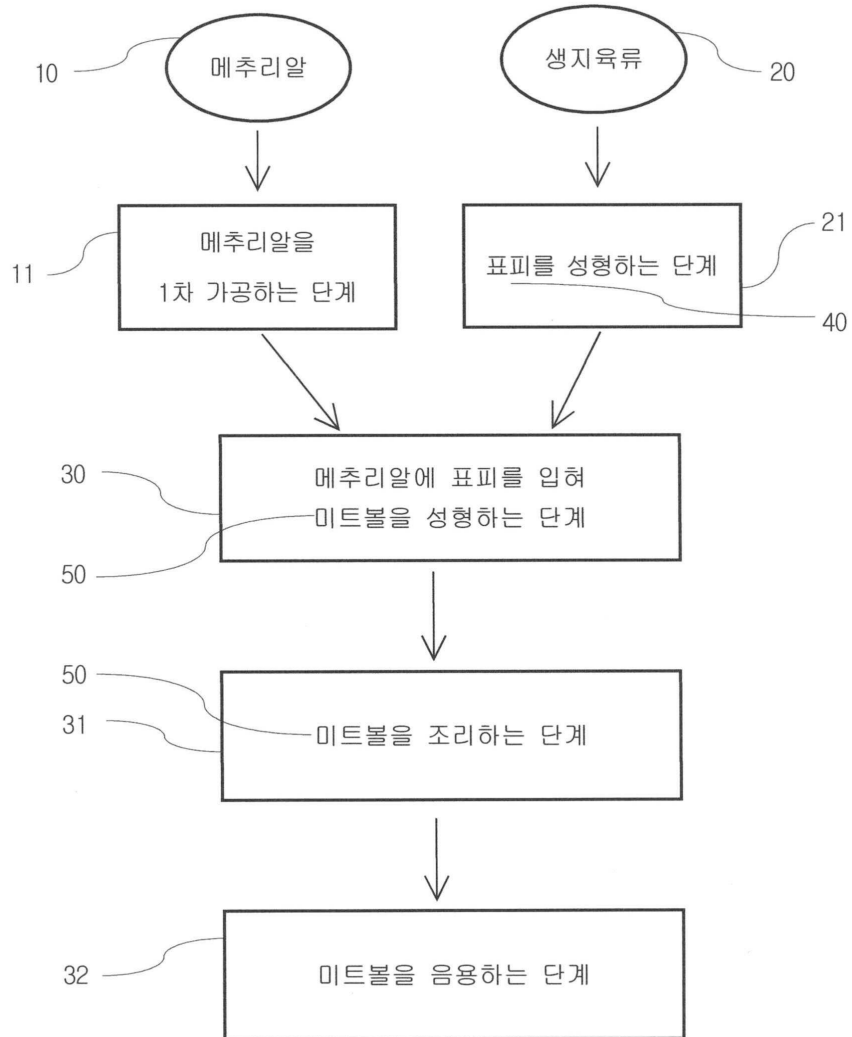 10
메추리알
생지육류
20
메추리알을
1차 가공하는 단계
11
표피를 성형하는 단계
21
40
30
메추리알에 표피를 입혀
미트볼을 성형하는 단계
50
50
31
미트볼을 조리하는 단계
32
미트볼을 음용하는 단계